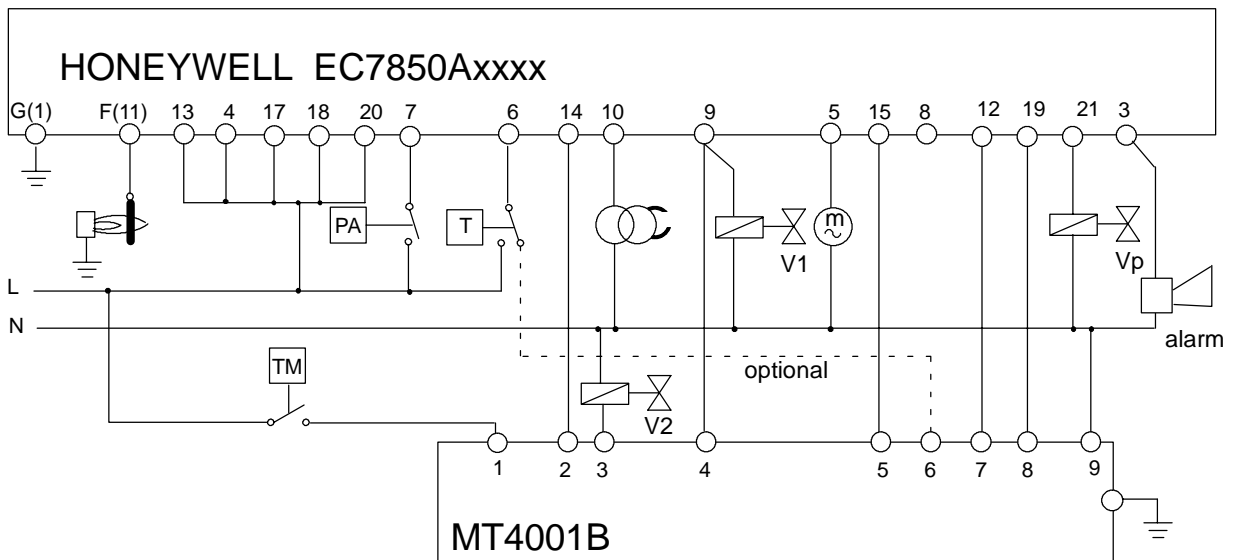 HONEYWELL EC7850Axxxx
G(1) F(11) 13 4 17 18 20 7 6 14 10 9 5 15 8 12 19 21 3
PA T m V1 Vp
L
N
alarm
optional
TM
V2
1 2 3 4 5 6 7 8 9
MT4001B